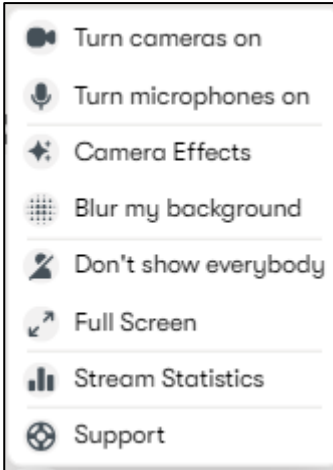 Turn cameras on
Turn microphones on
Camera Effects
Blur my background
Don't show everybody
Full Screen
Stream Statistics
Support